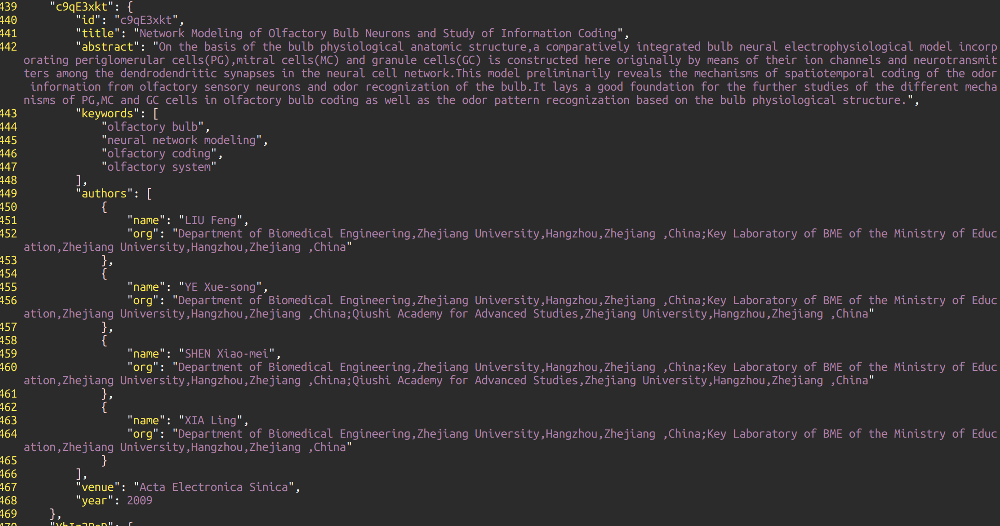 439     "c9qE3xkt": {
440         "id": "c9qE3xkt",
441         "title": "Network Modeling of Olfactory Bulb Neurons and Study of Information Coding",
442         "abstract": "On the basis of the bulb physiological anatomic structure,a comparatively integrated bulb neural electrophysiological model incorp
orating periglomerular cells(PG),mitral cells(MC) and granule cells(GC) is constructed here originally by means of their ion channels and neurotransmit
ters among the dendrodendritic synapses in the neural cell network.This model preliminarily reveals the mechanisms of spatiotemporal coding of the odor
 information from olfactory sensory neurons and odor recognization of the bulb.It lays a good foundation for the further studies of the different mecha
nisms of PG,MC and GC cells in olfactory bulb coding as well as the odor pattern recognization based on the bulb physiological structure.",
443         "keywords": [
444             "olfactory bulb",
445             "neural network modeling",
446             "olfactory coding",
447             "olfactory system"
448         ],
449         "authors": [
450             {
451                 "name": "LIU Feng",
452                 "org": "Department of Biomedical Engineering,Zhejiang University,Hangzhou,Zhejiang ,China;Key Laboratory of BME of the Ministry of Educ
ation,Zhejiang University,Hangzhou,Zhejiang ,China"
453             },
454             {
455                 "name": "YE Xue-song",
456                 "org": "Department of Biomedical Engineering,Zhejiang University,Hangzhou,Zhejiang ,China;Key Laboratory of BME of the Ministry of Educ
ation,Zhejiang University,Hangzhou,Zhejiang ,China;Qiushi Academy for Advanced Studies,Zhejiang University,Hangzhou,Zhejiang ,China"
457             },
458             {
459                 "name": "SHEN Xiao-mei",
460                 "org": "Department of Biomedical Engineering,Zhejiang University,Hangzhou,Zhejiang ,China;Key Laboratory of BME of the Ministry of Educ
ation,Zhejiang University,Hangzhou,Zhejiang ,China;Qiushi Academy for Advanced Studies,Zhejiang University,Hangzhou,Zhejiang ,China"
461             },
462             {
463                 "name": "XIA Ling",
464                 "org": "Department of Biomedical Engineering,Zhejiang University,Hangzhou,Zhejiang ,China;Key Laboratory of BME of the Ministry of Educ
ation,Zhejiang University,Hangzhou,Zhejiang ,China"
465             }
466         ],
467         "venue": "Acta Electronica Sinica",
468         "year": 2009
469     },
470